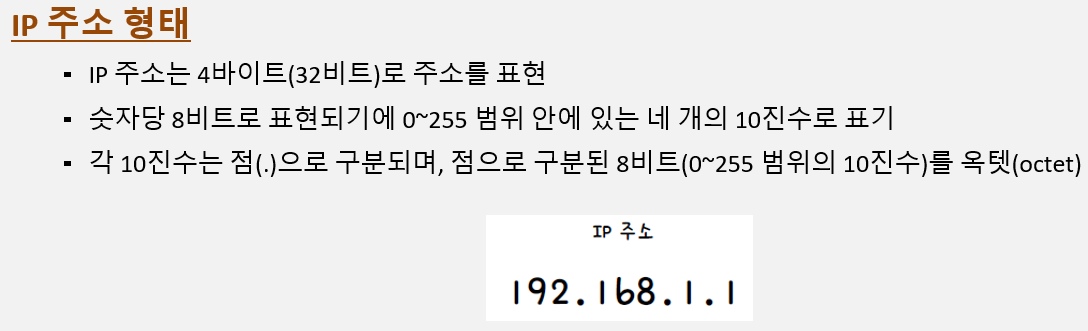 IP 주소 형태
▪ IP 주소는 4바이트(32비트)로 주소를 표현
▪ 숫자당 8비트로 표현되기에 0~255 범위 안에 있는 네 개의 10진수로 표기
▪ 각 10진수는 점(.)으로 구분되며, 점으로 구분된 8비트(0~255 범위의 10진수)를 옥텟(octet)
IP 주소
192.168.1.1